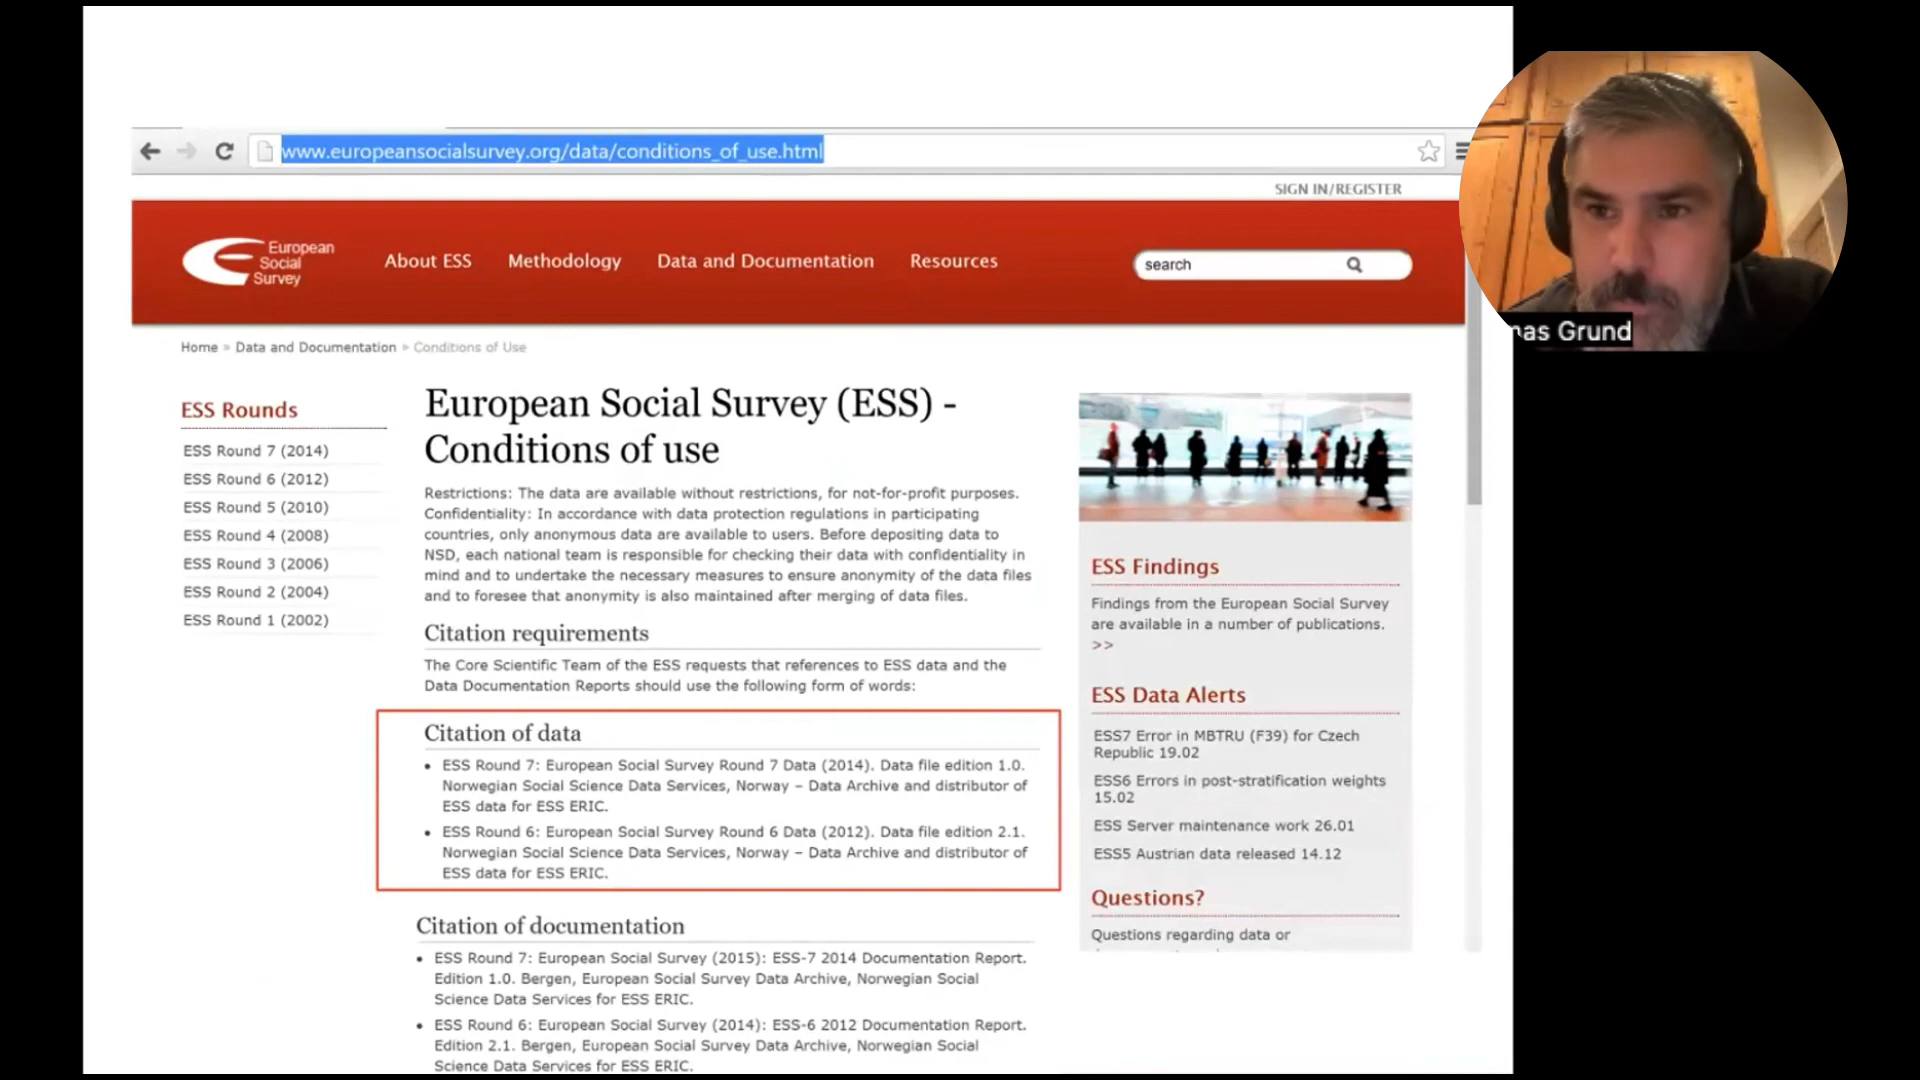 www.europeansocialsurvey.org/data/conditions_of_use.html
SIGN IN/REGISTER
European
Social
Survey
About ESS
Methodology
Data and Documentation
Resources
search
mas Grund
Home » Data and Documentation » Conditions of Use
ESS Rounds
ESS Round 7 (2014)
ESS Round 6 (2012)
ESS Round 5 (2010)
ESS Round 4 (2008)
ESS Round 3 (2006)
ESS Round 2 (2004)
ESS Round 1 (2002)
European Social Survey (ESS) -
Conditions of use
Restrictions: The data are available without restrictions, for not-for-profit purposes.
Confidentiality: In accordance with data protection regulations in participating
countries, only anonymous data are available to users. Before depositing data to
NSD, each national team is responsible for checking their data with confidentiality in
mind and to undertake the necessary measures to ensure anonymity of the data files
and to foresee that anonymity is also maintained after merging of data files.
Citation requirements
The Core Scientific Team of the ESS requests that references to ESS data and the
Data Documentation Reports should use the following form of words:
Citation of data
• ESS Round 7: European Social Survey Round 7 Data (2014). Data file edition 1.0.
Norwegian Social Science Data Services, Norway – Data Archive and distributor of
ESS data for ESS ERIC.
• ESS Round 6: European Social Survey Round 6 Data (2012). Data file edition 2.1.
Norwegian Social Science Data Services, Norway – Data Archive and distributor of
ESS data for ESS ERIC.
Citation of documentation
• ESS Round 7: European Social Survey (2015): ESS-7 2014 Documentation Report.
Edition 1.0. Bergen, European Social Survey Data Archive, Norwegian Social
Science Data Services for ESS ERIC.
• ESS Round 6: European Social Survey (2014): ESS-6 2012 Documentation Report.
Edition 2.1. Bergen, European Social Survey Data Archive, Norwegian Social
Science Data Services for ESS ERIC.
ESS Findings
Findings from the European Social Survey
are available in a number of publications.
>>
ESS Data Alerts
ESS7 Error in MBTRU (F39) for Czech
Republic 19.02
ESS6 Errors in post-stratification weights
15.02
ESS Server maintenance work 26.01
ESS5 Austrian data released 14.12
Questions?
Questions regarding data or